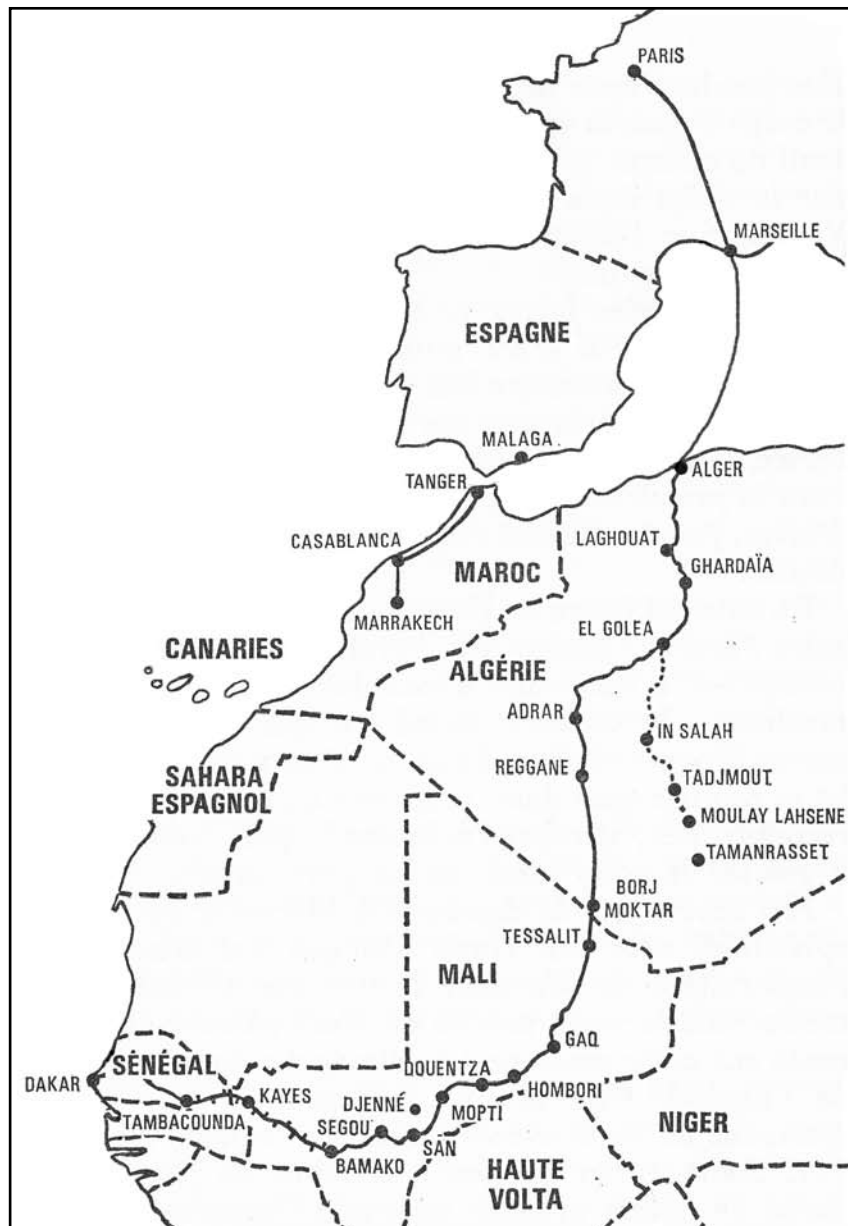 PARIS
MARSEILLE
ESPAGNE
MALAGA
ALGER
TANGER
LAGHOUAT
CASABLANCA
GHARDAÏA
MAROC
MARRAKECH
EL GOLEA
CANARIES
ALGÉRIE
ADRAR
IN SALAH
REGGANE
SAHARA
ESPAGNOL
TADJMOUT
MOULAY LAHSENE
TAMANRASSET
BORJ
MOKTAR
TESSALIT
MALI
GAO
SÉNÉGAL
DOUENTZA
DAKAR
HOMBORI
KAYES
DJENNÉ
MOPTI
TAMBACOUNDA
SEGOU
NIGER
SAN
BAMAKO
HAUTE
VOLTA